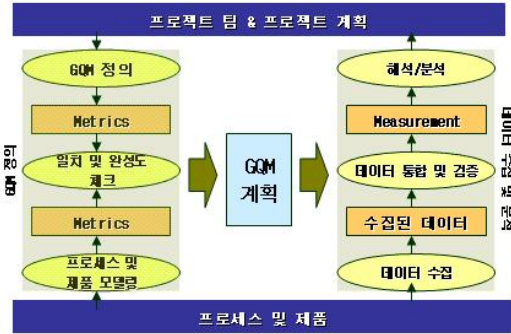 프로젝트 팀 & 프로젝트 계획
GQM 정의
Metrics
일치 및 완성도
체크
Metrics
프로세스 및
제품 모델링
GQM 정의
GQM
계획
해석/분석
Measurement
데이터 통합 및 검증
수집된 데이터
데이터 수집
프로세스 및 제품